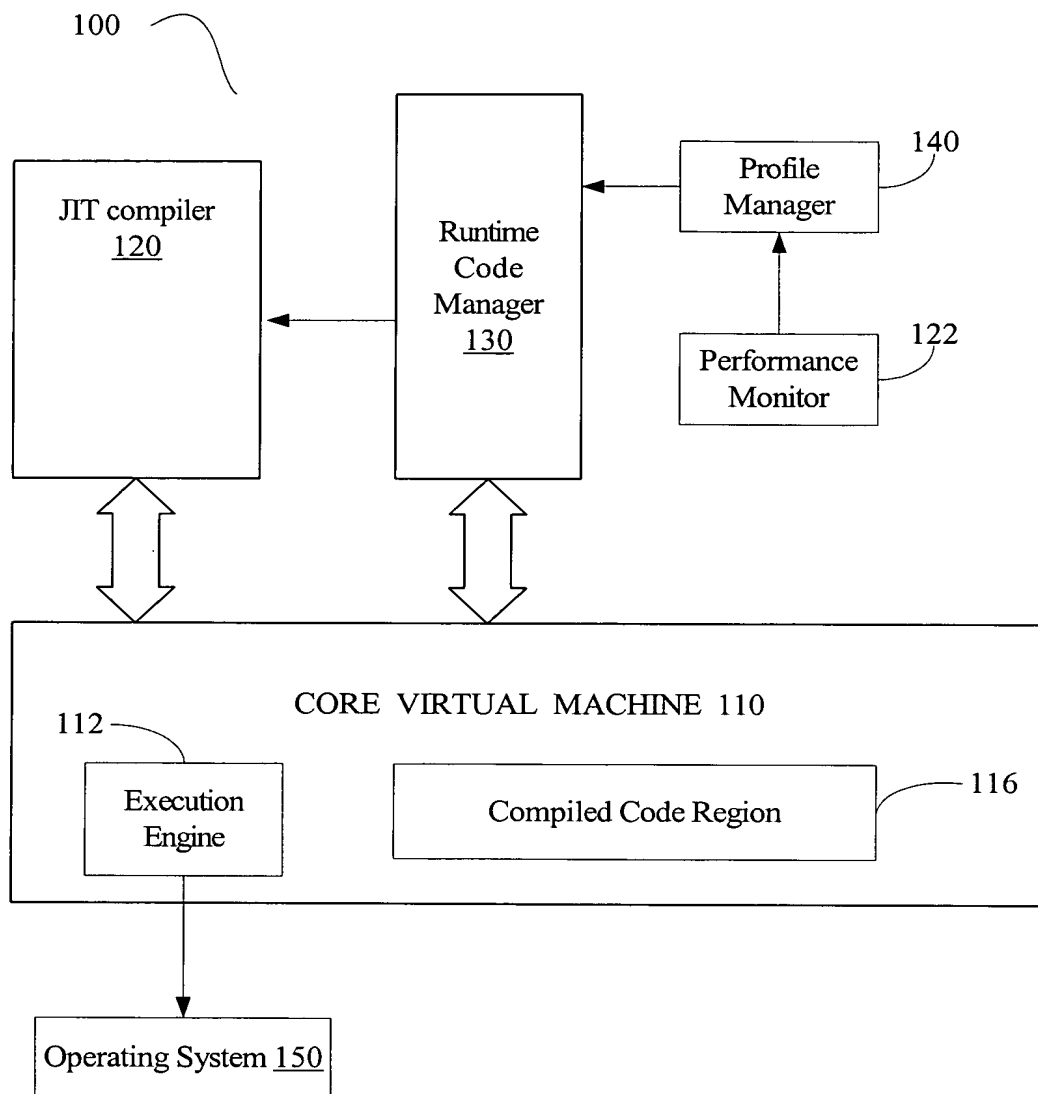 100
JIT compiler
120
Runtime
Code
Manager
130
Profile
Manager
140
Performance
Monitor
122
CORE VIRTUAL MACHINE 110
112
Execution
Engine
Compiled Code Region
116
Operating System 150